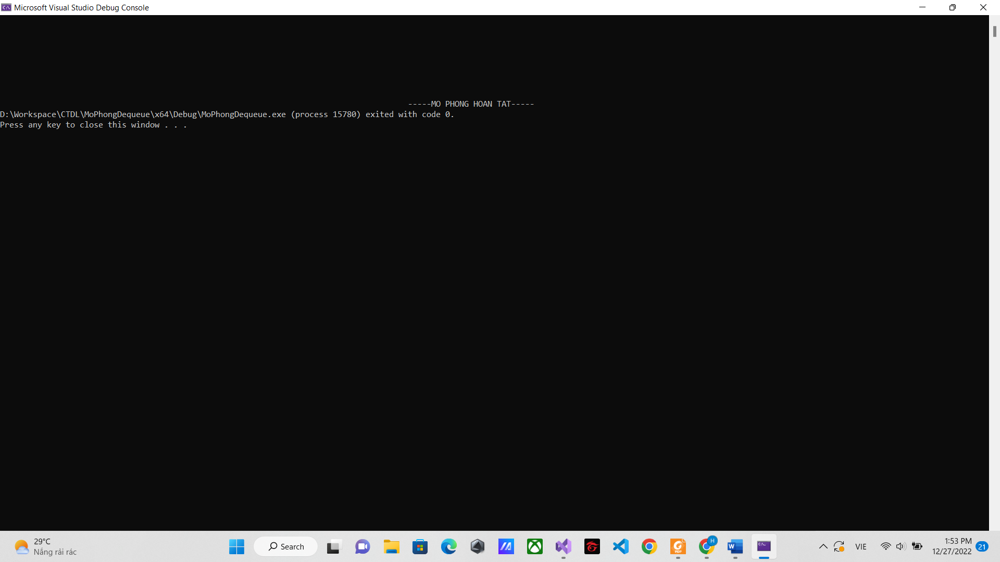 Microsoft Visual Studio Debug Console
-----MO PHONG HOAN TAT-----
D:\Workspace\CTDL\MoPhongDequeue\x64\Debug\MoPhongDequeue.exe (process 15780) exited with code 0.
Press any key to close this window . . .
29°C
Nắng rải rác
Search
PDF
H
W
VIE
1:53 PM
12/27/2022
21